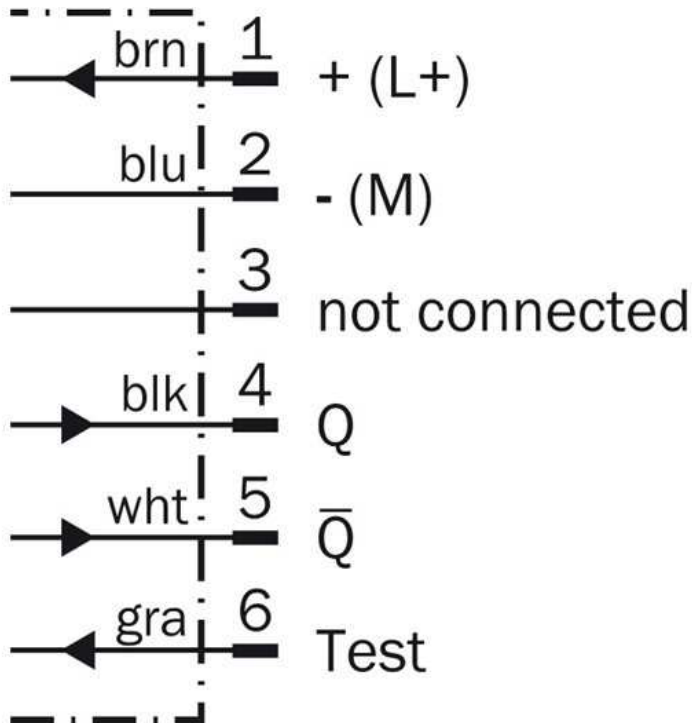 brn 1 + (L+)
blu 2 - (M)
3 not connected
blk 4 Q
wht 5 Q̅
gra 6 Test